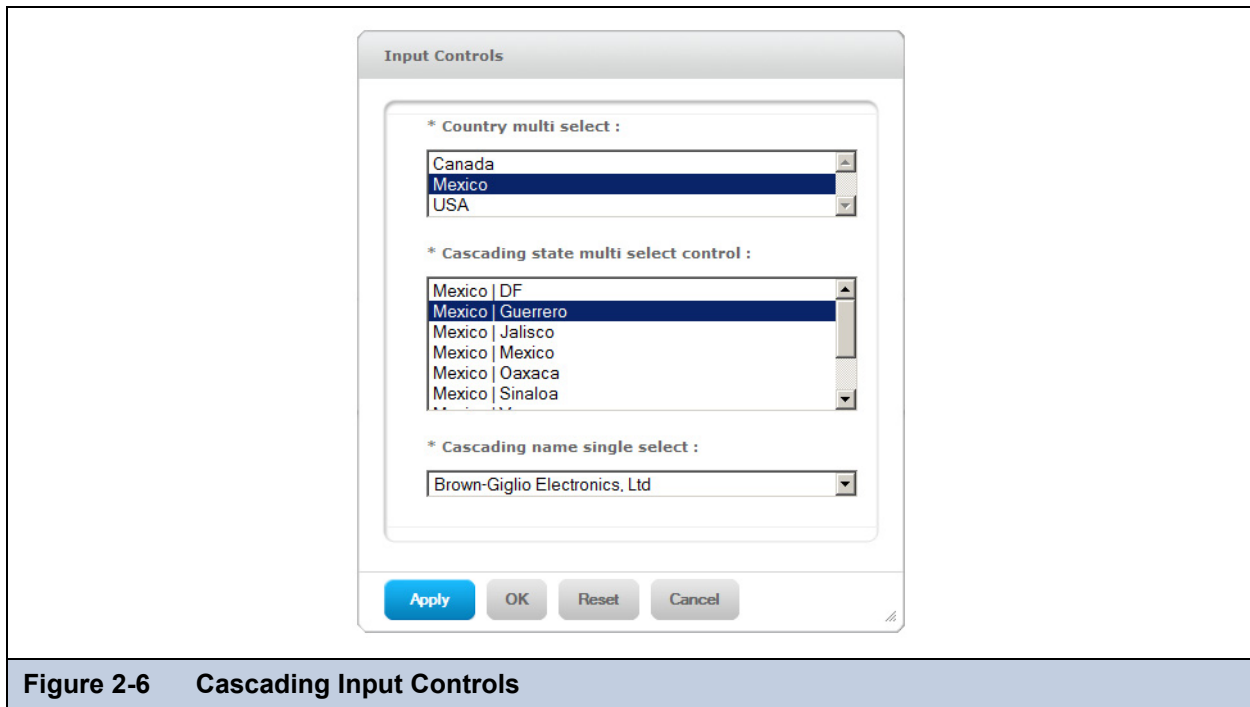 Input Controls
* Country multi select :
Canada
Mexico
USA
* Cascading state multi select control :
Mexico | DF
Mexico | Guerrero
Mexico | Jalisco
Mexico | Mexico
Mexico | Oaxaca
Mexico | Sinaloa
* Cascading name single select :
Brown-Giglio Electronics, Ltd
Apply OK Reset Cancel
Figure 2-6 Cascading Input Controls